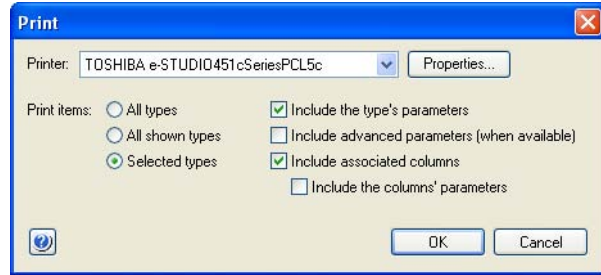 Print
Printer: TOSHIBA e-STUDIO451cSeriesPCL5c Properties...
Print items: All types Include the type's parameters
All shown types Include advanced parameters (when available)
Selected types Include associated columns
Include the columns' parameters
OK Cancel